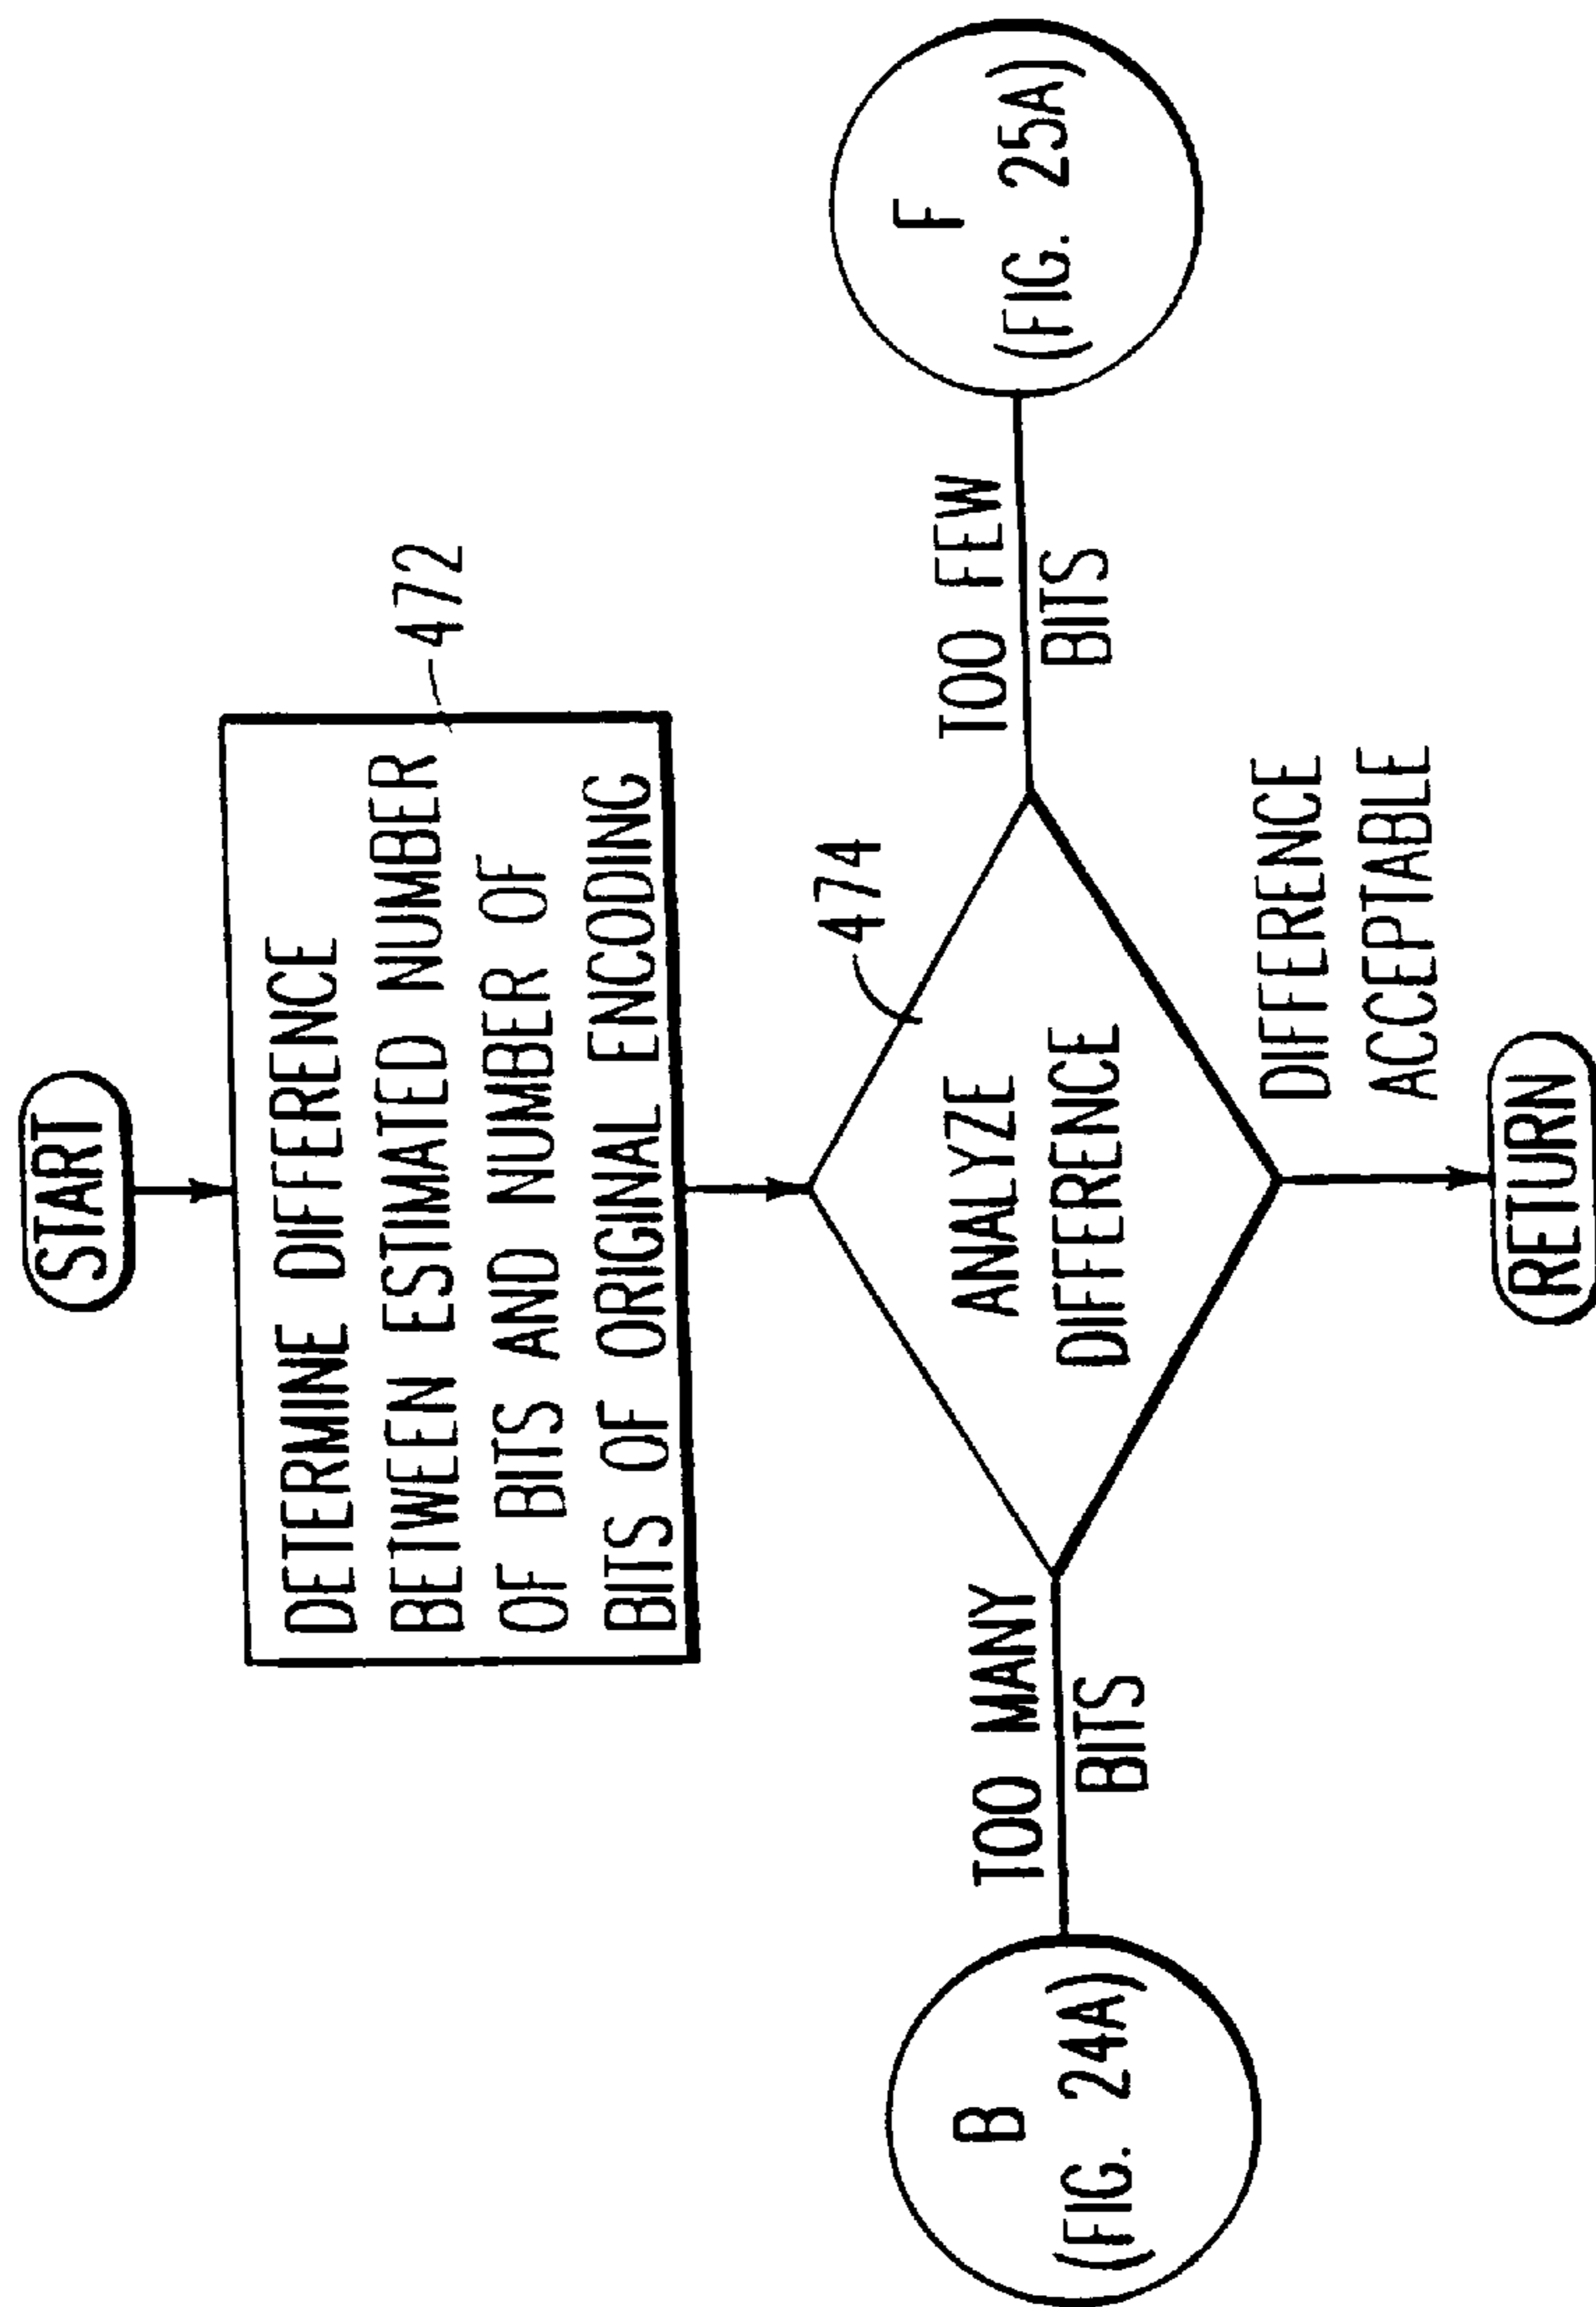 START
DETERMINE DIFFERENCE
BETWEEN ESTIMATED NUMBER
OF BITS AND NUMBER OF
BITS OF ORIGINAL ENCODING
472
474
ANALYZE
DIFFERENCE
TOO MANY
BITS
B
(FIG. 24A)
TOO FEW
BITS
F
(FIG. 25A)
DIFFERENCE
ACCEPTABLE
RETURN